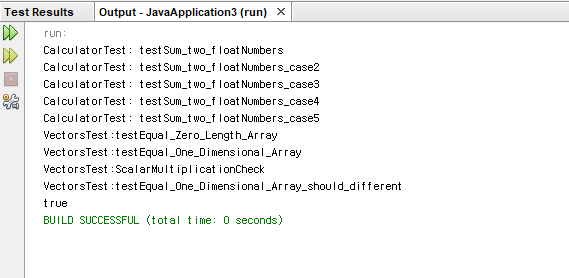 Test Results
Output - JavaApplication3 (run)
run:
CalculatorTest: testSum_two_floatNumbers
CalculatorTest: testSum_two_floatNumbers_case2
CalculatorTest: testSum_two_floatNumbers_case3
CalculatorTest: testSum_two_floatNumbers_case4
CalculatorTest: testSum_two_floatNumbers_case5
VectorsTest:testEqual_Zero_Length_Array
VectorsTest:testEqual_One_Dimensional_Array
VectorsTest:ScalarMultiplicationCheck
VectorsTest:testEqual_One_Dimensional_Array_should_different
true
BUILD SUCCESSFUL (total time: 0 seconds)